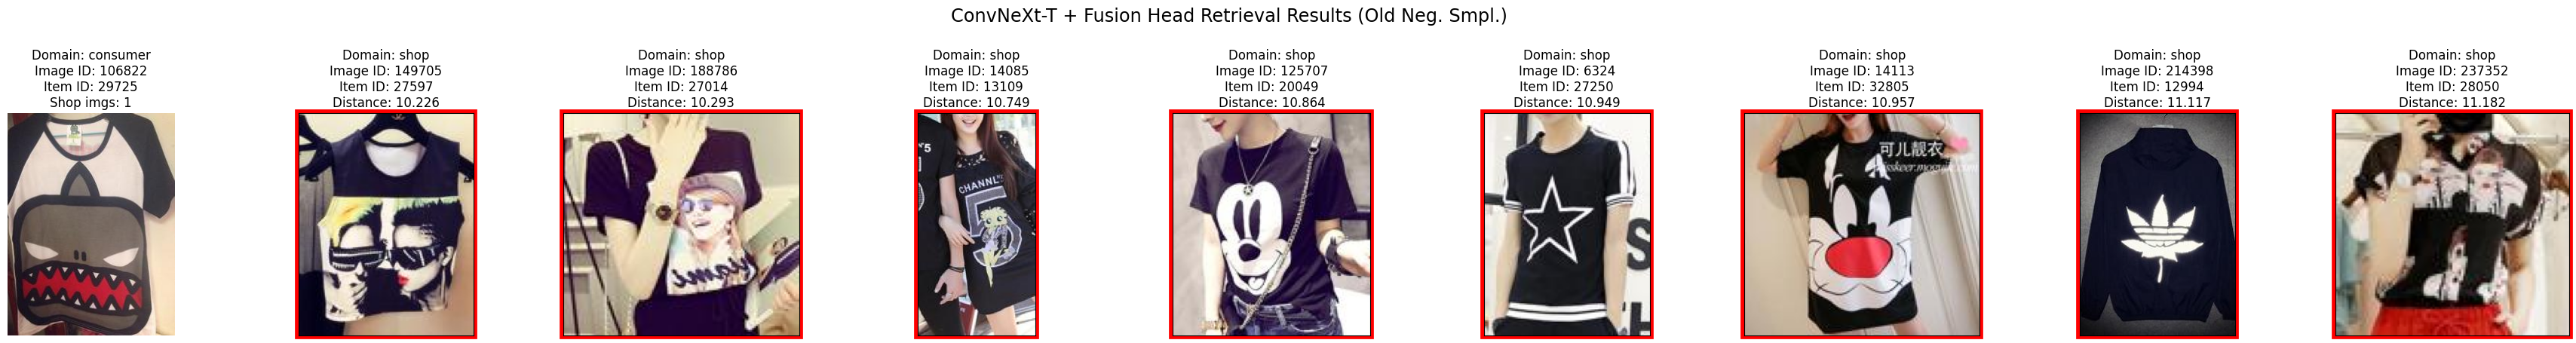 ConvNeXt-T + Fusion Head Retrieval Results (Old Neg. Smpl.)
Domain: consumer
Image ID: 106822
Item ID: 29725
Shop imgs: 1
Domain: shop
Image ID: 149705
Item ID: 27597
Distance: 10.226
Domain: shop
Image ID: 188786
Item ID: 27014
Distance: 10.293
Domain: shop
Image ID: 14085
Item ID: 13109
Distance: 10.749
Domain: shop
Image ID: 125707
Item ID: 20049
Distance: 10.864
Domain: shop
Image ID: 6324
Item ID: 27250
Distance: 10.949
Domain: shop
Image ID: 14113
Item ID: 32805
Distance: 10.957
Domain: shop
Image ID: 214398
Item ID: 12994
Distance: 11.117
Domain: shop
Image ID: 237352
Item ID: 28050
Distance: 11.182
CHANNL
5
可儿靓衣